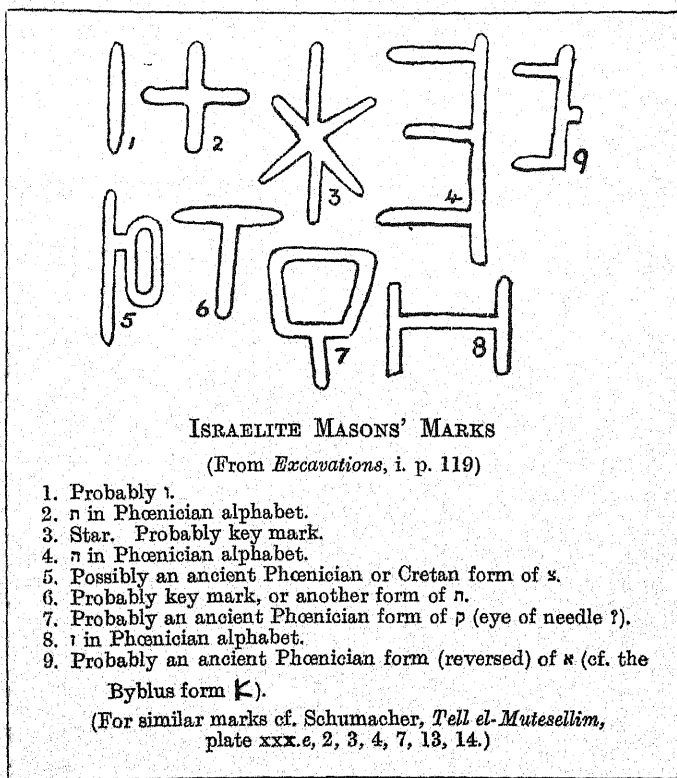 1 2 3 4 9
5 6 7 8
ISRAELITE MASONS' MARKS
(From Excavations, i. p. 119)
1. Probably ו.
2. ת in Phœnician alphabet.
3. Star. Probably key mark.
4. ה in Phœnician alphabet.
5. Possibly an ancient Phœnician or Cretan form of צ.
6. Probably key mark, or another form of ת.
7. Probably an ancient Phœnician form of ק (eye of needle ?).
8. ז in Phœnician alphabet.
9. Probably an ancient Phœnician form (reversed) of א (cf. the
Byblus form ).
(For similar marks cf. Schumacher, Tell el-Mutesellim,
plate xxx.e, 2, 3, 4, 7, 13, 14.)